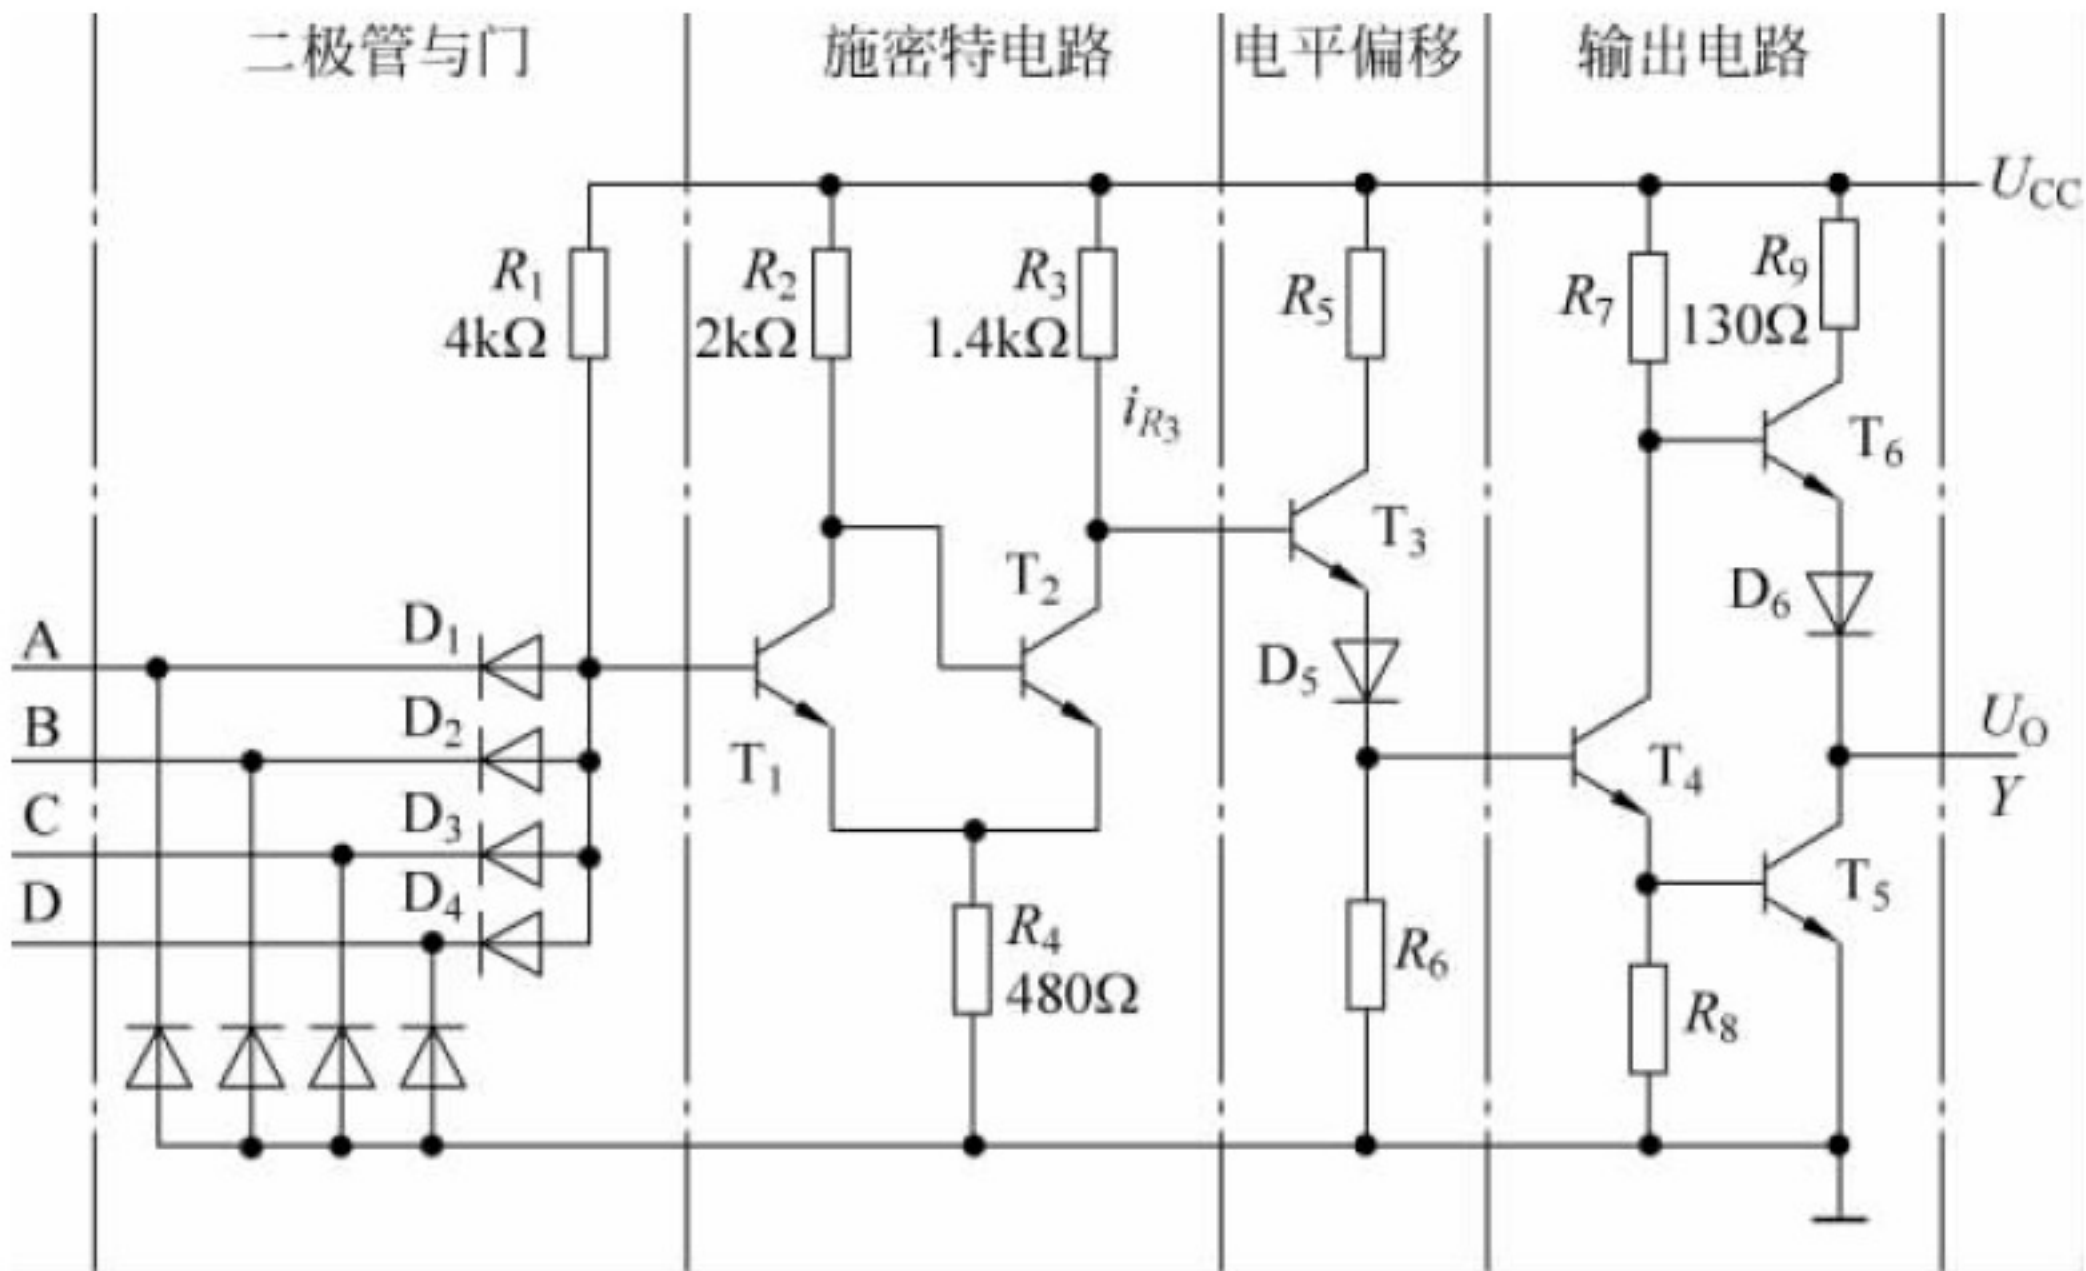 二极管与门 施密特电路 电平偏移 输出电路
U_CC
R_1 R_2 R_3 R_5 R_7 R_9
4kΩ 2kΩ 1.4kΩ 130Ω
i_R3
T_6
T_3
T_2
D_6
A D_1
D_5
B D_2
U_O
T_1
T_4
Y
C D_3
T_5
D D_4
R_4
480Ω
R_6
R_8